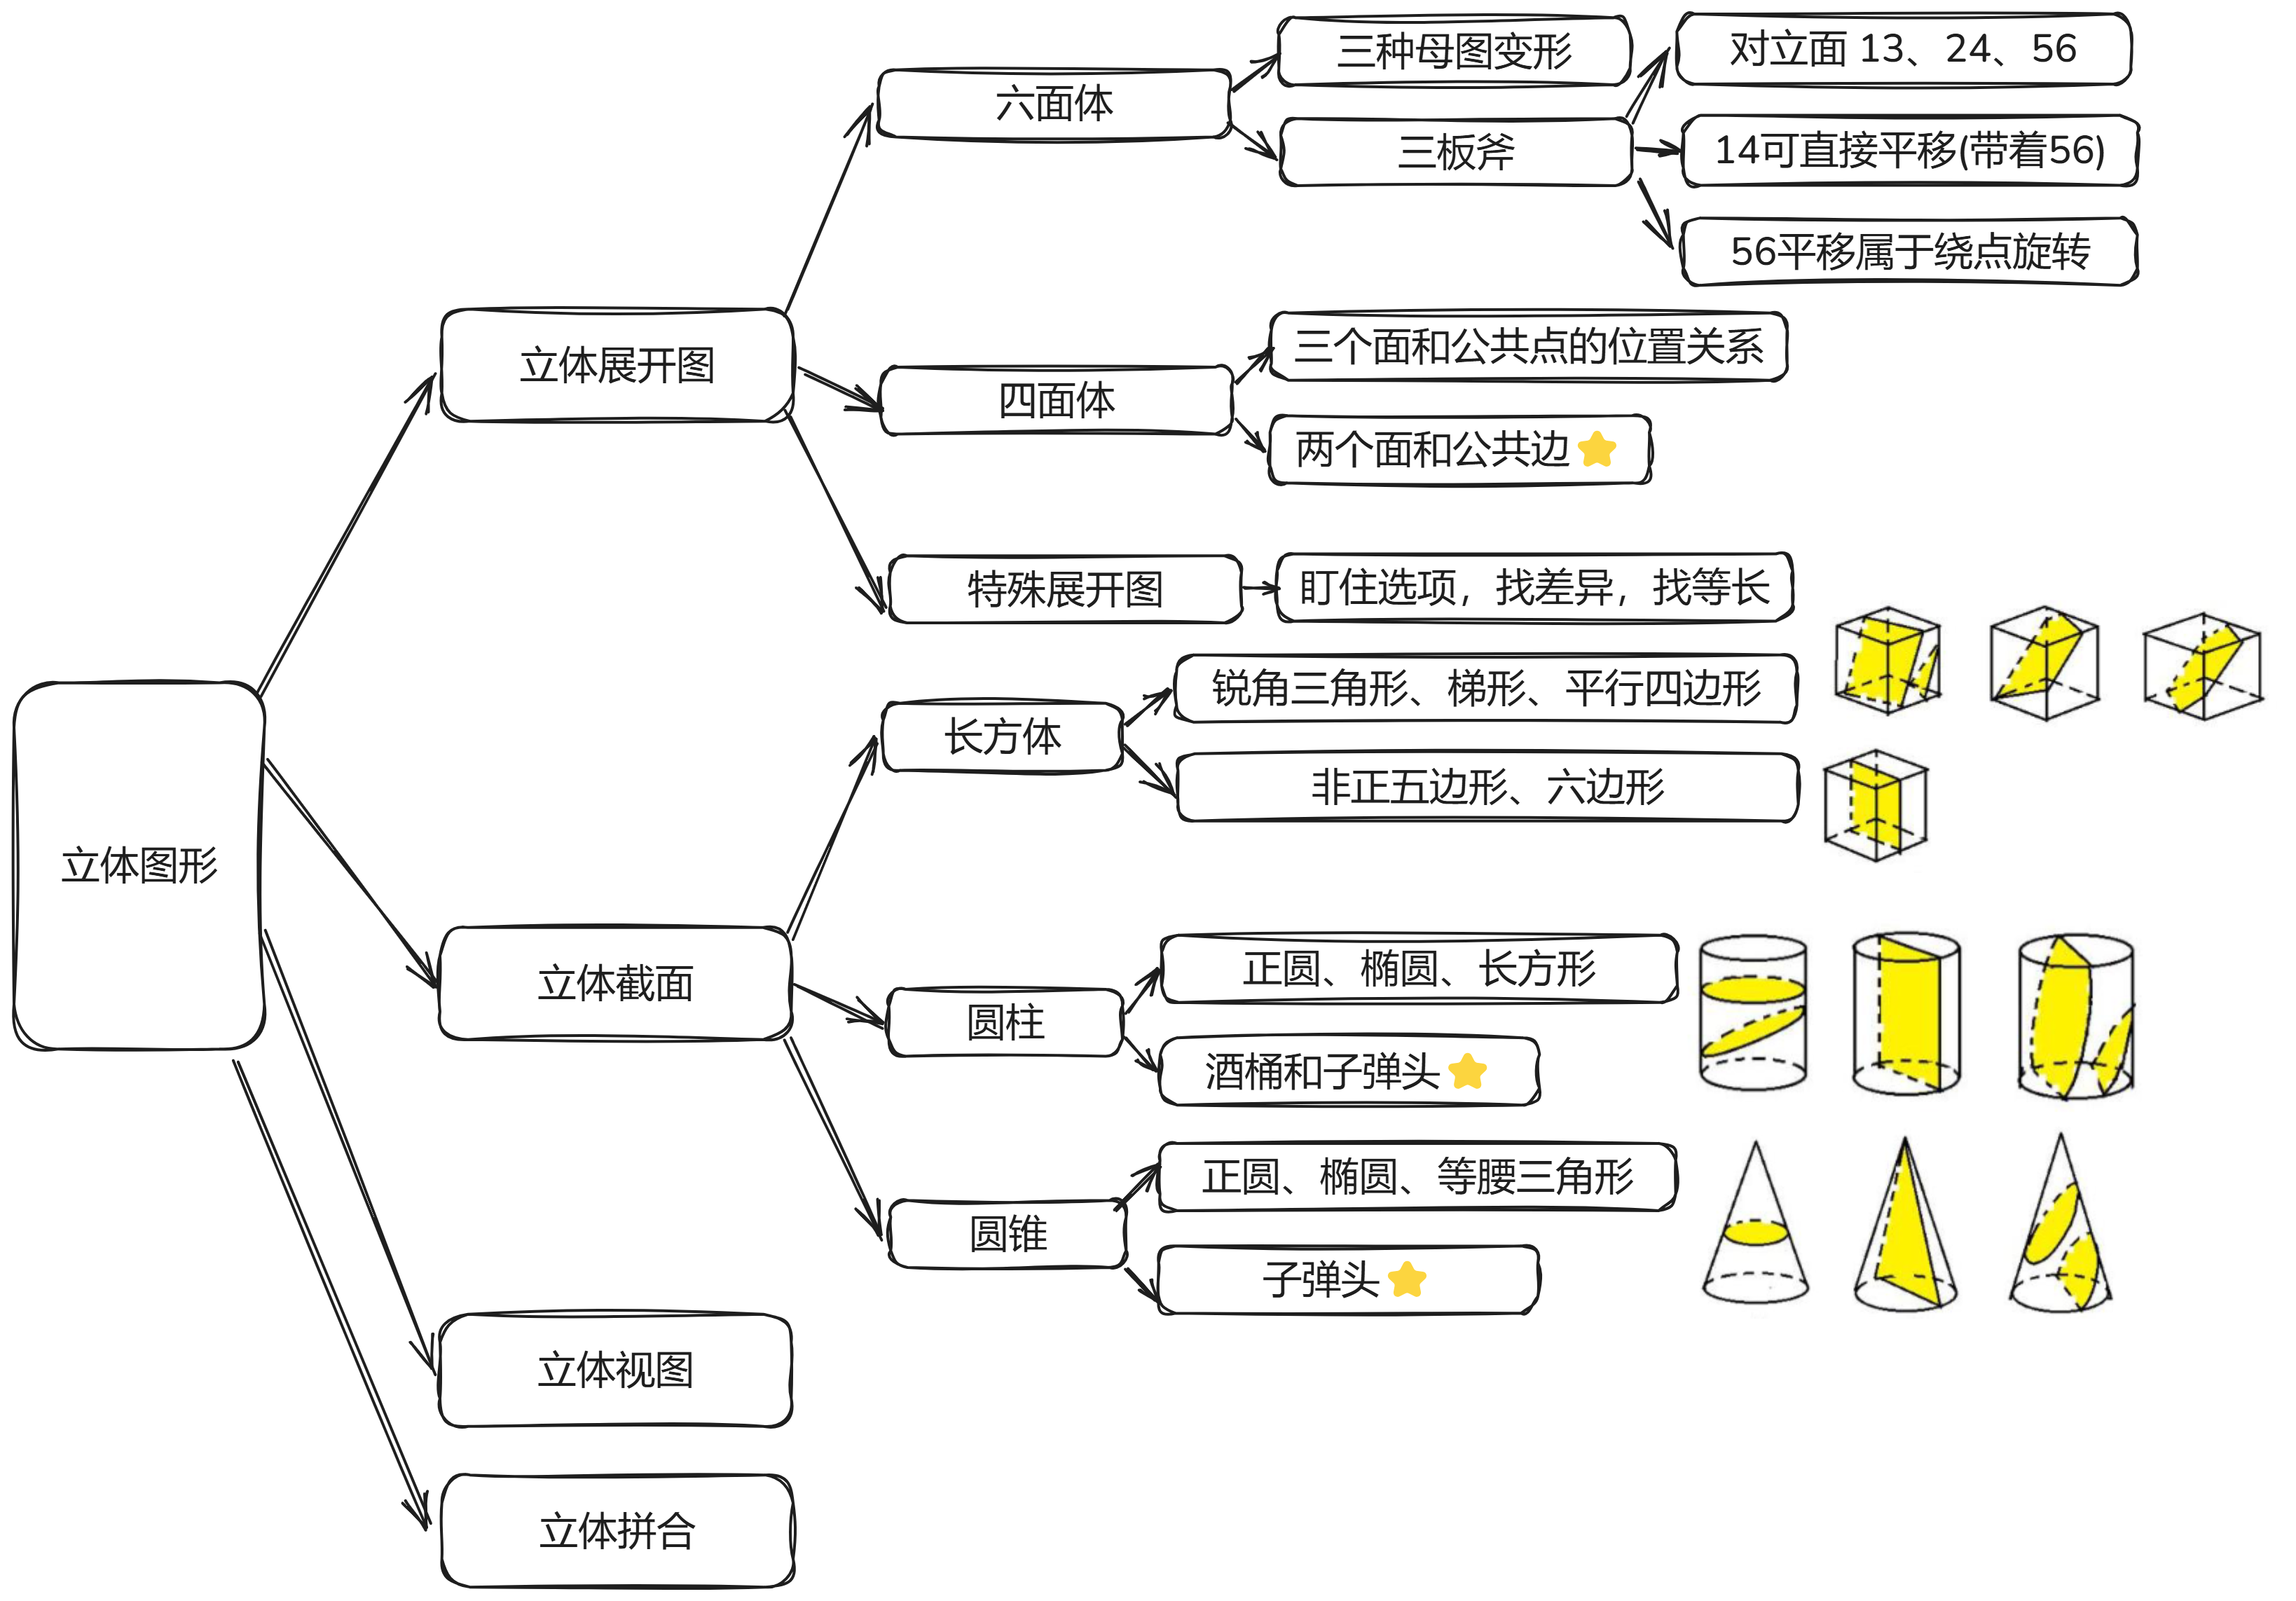 三种母图变形
对立面 13、24、56
六面体
三板斧
14可直接平移(带着56)
56平移属于绕点旋转
立体展开图
三个面和公共点的位置关系
四面体
两个面和公共边
特殊展开图
盯住选项，找差异，找等长
锐角三角形、梯形、平行四边形
长方体
非正五边形、六边形
立体图形
立体截面
正圆、椭圆、长方形
圆柱
酒桶和子弹头
正圆、椭圆、等腰三角形
圆锥
子弹头
立体视图
立体拼合